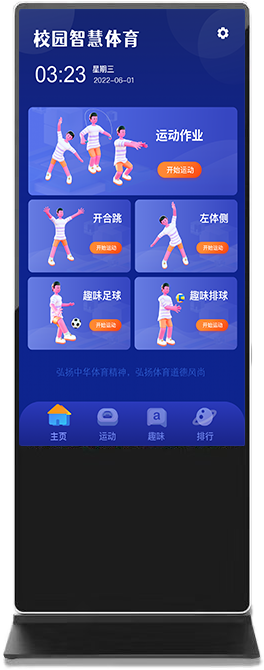 校园智慧体育
03:23 星期三
2022-06-01
运动作业
开始运动
开合跳
开始运动
左体侧
开始运动
趣味足球
开始运动
趣味排球
开始运动
弘扬中华体育精神，弘扬体育道德风尚
主页 运动 趣味 排行
a